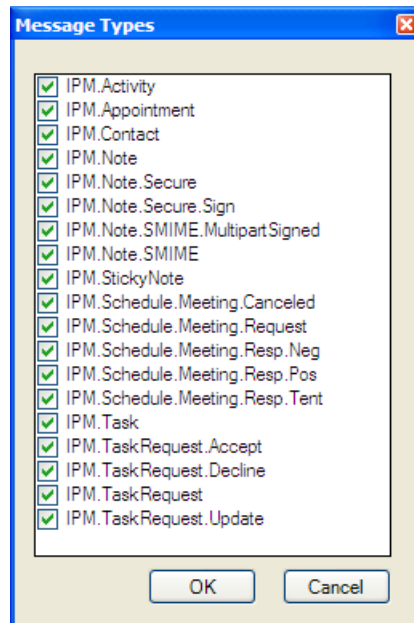 Message Types
IPM.Activity
IPM.Appointment
IPM.Contact
IPM.Note
IPM.Note.Secure
IPM.Note.Secure.Sign
IPM.Note.SMIME.MultipartSigned
IPM.Note.SMIME
IPM.StickyNote
IPM.Schedule.Meeting.Canceled
IPM.Schedule.Meeting.Request
IPM.Schedule.Meeting.Resp.Neg
IPM.Schedule.Meeting.Resp.Pos
IPM.Schedule.Meeting.Resp.Tent
IPM.Task
IPM.TaskRequest.Accept
IPM.TaskRequest.Decline
IPM.TaskRequest
IPM.TaskRequest.Update
OK Cancel